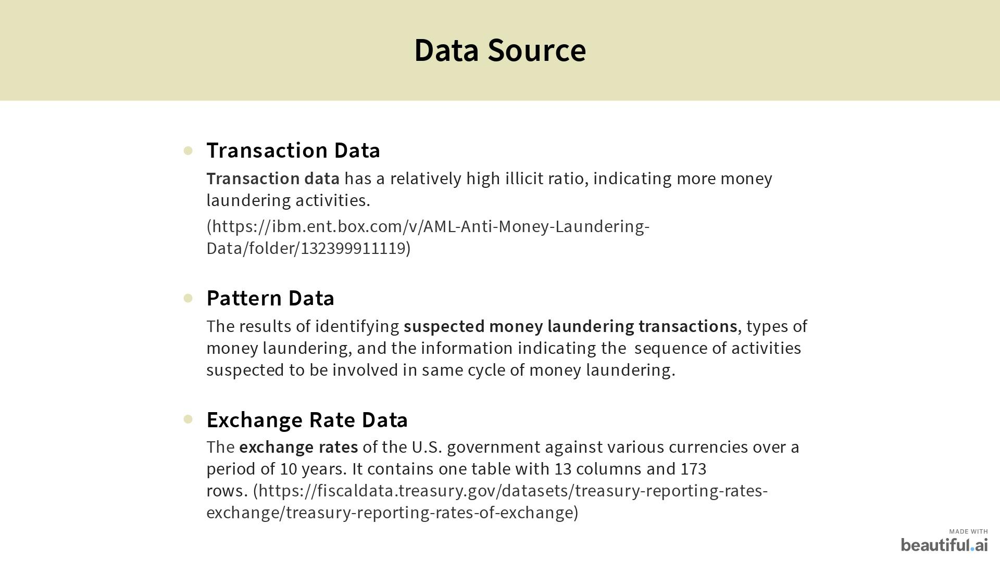 Data Source
Transaction Data
Transaction data has a relatively high illicit ratio, indicating more money
laundering activities.
(https://ibm.ent.box.com/v/AML-Anti-Money-Laundering-
Data/folder/132399911119)
Pattern Data
The results of identifying suspected money laundering transactions, types of
money laundering, and the information indicating the  sequence of activities
suspected to be involved in same cycle of money laundering.
Exchange Rate Data
The exchange rates of the U.S. government against various currencies over a
period of 10 years. It contains one table with 13 columns and 173
rows. (https://fiscaldata.treasury.gov/datasets/treasury-reporting-rates-
exchange/treasury-reporting-rates-of-exchange)
MADE WITH
beautiful.ai